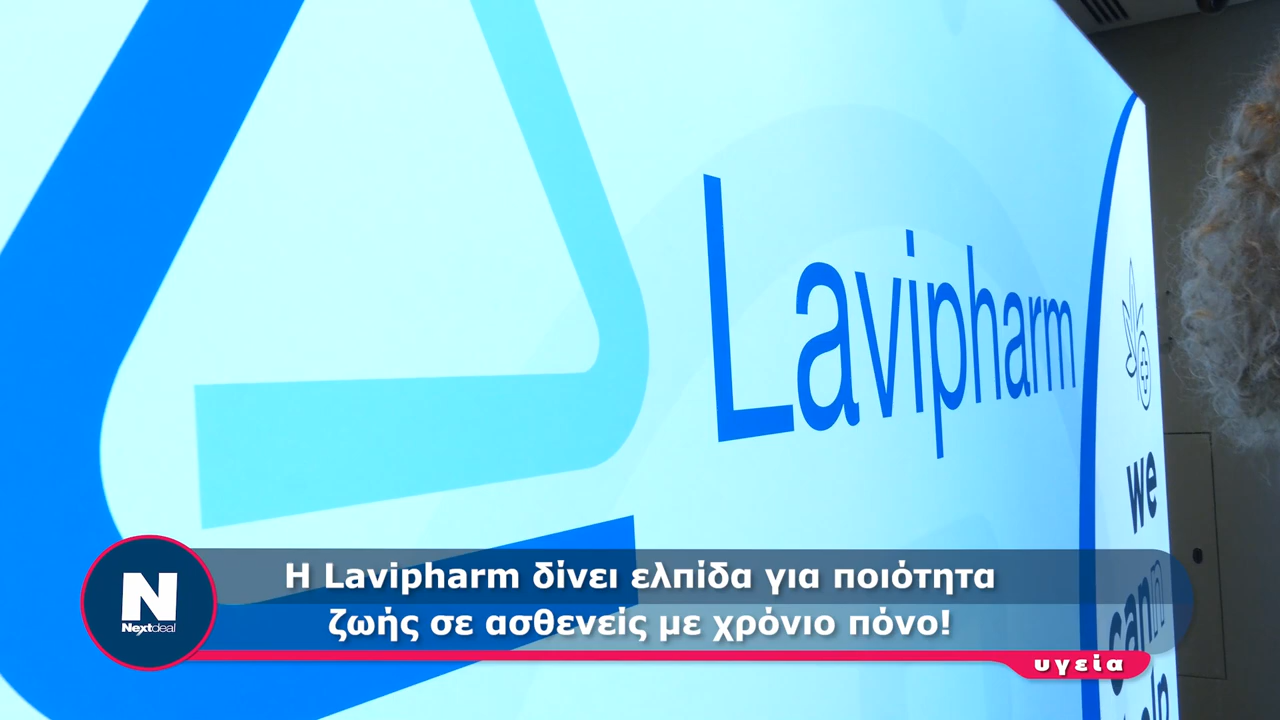 Lavipharm
we
can
Η Lavipharm δίνει ελπίδα για ποιότητα
ζωής σε ασθενείς με χρόνιο πόνο!
N
Nextdeal
υγεία